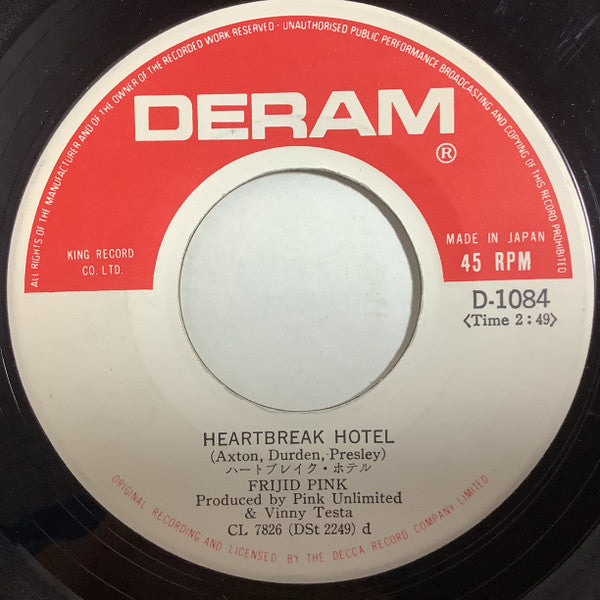 ALL RIGHTS OF THE MANUFACTURER AND OF THE OWNER OF THE RECORDED WORK RESERVED - UNAUTHORISED PUBLIC PERFORMANCE BROADCASTING AND COPYING OF THIS RECORD PROHIBITED
DERAM
®
KING RECORD
CO. LTD.
MADE IN JAPAN
45 RPM
D-1084
〈Time 2:49〉
HEARTBREAK HOTEL
(Axton, Durden, Presley)
ハートブレイク・ホテル
FRIJID PINK
Produced by Pink Unlimited
& Vinny Testa
CL 7826 (DSt 2249) d
ORIGINAL RECORDING AND LICENSED BY THE DECCA RECORD COMPANY LIMITED